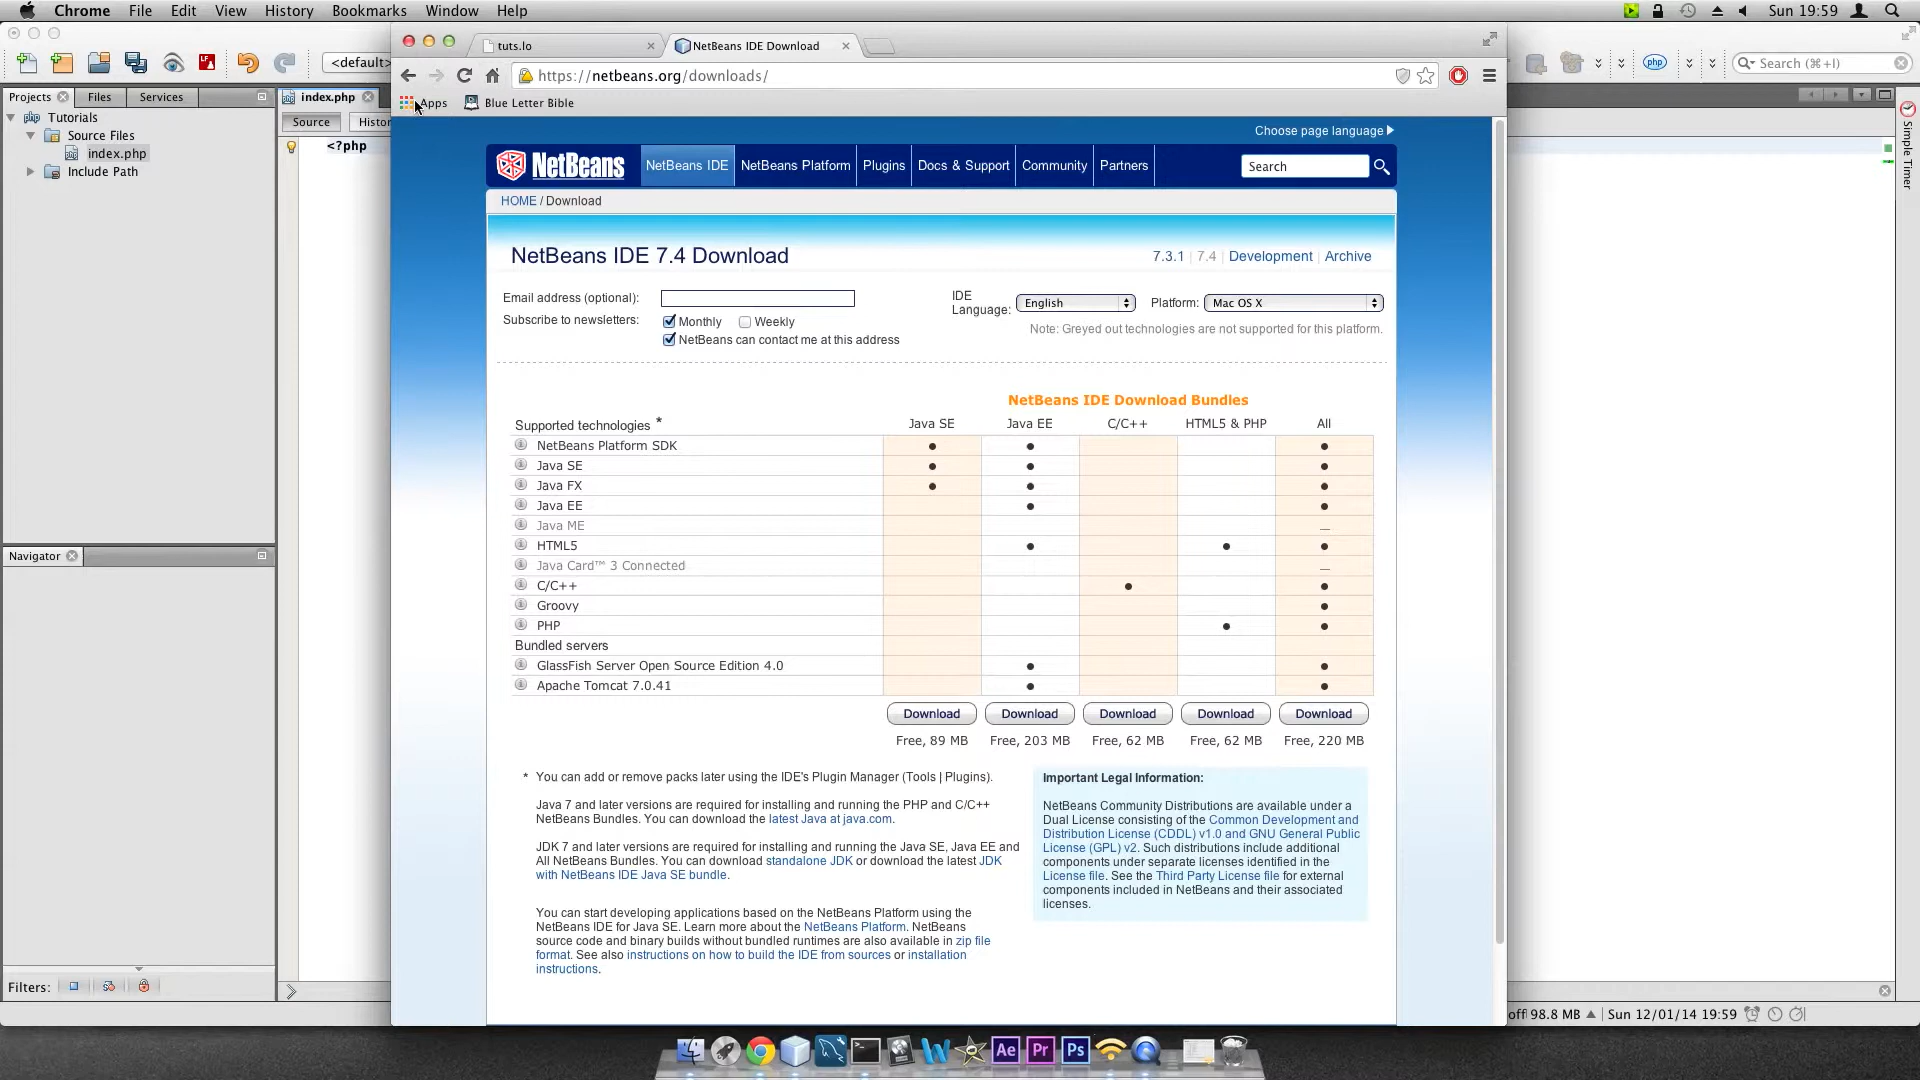 Chrome File Edit View History Bookmarks Window Help Sun 19:59
tuts.lo NetBeans IDE Download
<default> php Search (⌘+I)
https://netbeans.org/downloads/
Apps Blue Letter Bible
Projects Files Services index.php
Source Histor
Tutorials
Source Files
index.php
Include Path
<?php
Simple Timer
Choose page language
NetBeans NetBeans IDE NetBeans Platform Plugins Docs & Support Community Partners Search
HOME / Download
NetBeans IDE 7.4 Download 7.3.1 | 7.4 | Development | Archive
Email address (optional): IDE Language: English Platform: Mac OS X
Subscribe to newsletters: Monthly Weekly
Note: Greyed out technologies are not supported for this platform.
NetBeans can contact me at this address
NetBeans IDE Download Bundles
Supported technologies * Java SE Java EE C/C++ HTML5 & PHP All
NetBeans Platform SDK
Java SE
Java FX
Java EE
Java ME
HTML5
Java Card™ 3 Connected
C/C++
Groovy
PHP
Bundled servers
GlassFish Server Open Source Edition 4.0
Apache Tomcat 7.0.41
Download Download Download Download Download
Free, 89 MB Free, 203 MB Free, 62 MB Free, 62 MB Free, 220 MB
* You can add or remove packs later using the IDE's Plugin Manager (Tools | Plugins).
Java 7 and later versions are required for installing and running the PHP and C/C++
NetBeans Bundles. You can download the latest Java at java.com.
JDK 7 and later versions are required for installing and running the Java SE, Java EE and
All NetBeans Bundles. You can download standalone JDK or download the latest JDK
with NetBeans IDE Java SE bundle.
You can start developing applications based on the NetBeans Platform using the
NetBeans IDE for Java SE. Learn more about the NetBeans Platform. NetBeans
source code and binary builds without bundled runtimes are also available in zip file
format. See also instructions on how to build the IDE from sources or installation
instructions.
Important Legal Information:
NetBeans Community Distributions are available under a
Dual License consisting of the Common Development and
Distribution License (CDDL) v1.0 and GNU General Public
License (GPL) v2. Such distributions include additional
components under separate licenses identified in the
License file. See the Third Party License file for external
components included in NetBeans and their associated
licenses.
Navigator
Filters:
off 98.8 MB Sun 12/01/14 19:59
Ae Pr Ps